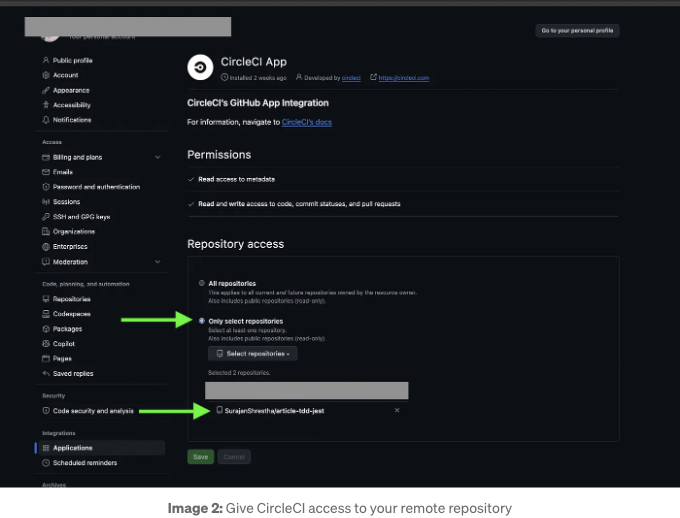 Your personal account
Go to your personal profile
Public profile
Account
Appearance
Accessibility
Notifications
Access
Billing and plans
Emails
Password and authentication
Sessions
SSH and GPG keys
Organizations
Enterprises
Moderation
Code, planning, and automation
Repositories
Codespaces
Packages
Copilot
Pages
Saved replies
Security
Code security and analysis
Integrations
Applications
Scheduled reminders
Archives
CircleCI App
Installed 2 weeks ago Developed by circleci https://circleci.com
CircleCI's GitHub App Integration
For information, navigate to CircleCI's docs
Permissions
Read access to metadata
Read and write access to code, commit statuses, and pull requests
Repository access
All repositories
This applies to all current and future repositories owned by the resource owner.
Also includes public repositories (read-only).
Only select repositories
Select at least one repository.
Also includes public repositories (read-only).
Select repositories
Selected 2 repositories.
SurajanShrestha/article-tdd-jest
Save Cancel
Image 2: Give CircleCI access to your remote repository